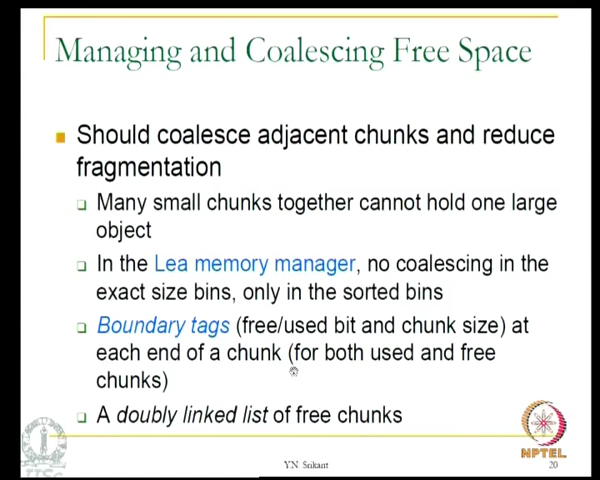 Managing and Coalescing Free Space
Should coalesce adjacent chunks and reduce
fragmentation
Many small chunks together cannot hold one large
object
In the Lea memory manager, no coalescing in the
exact size bins, only in the sorted bins
Boundary tags (free/used bit and chunk size) at
each end of a chunk (for both used and free
chunks)
A doubly linked list of free chunks
NPTEL
Y.N. Srikant
20